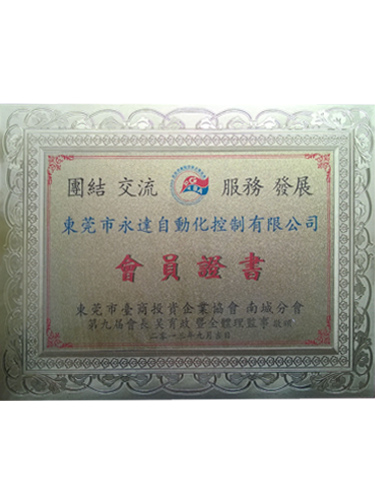 團結 交流 服務 發展
東莞市永達自動化控制有限公司
會員證書
東莞市臺商投資企業協會 南城分會
第九屆會長吴育政暨全體理監事敬頒